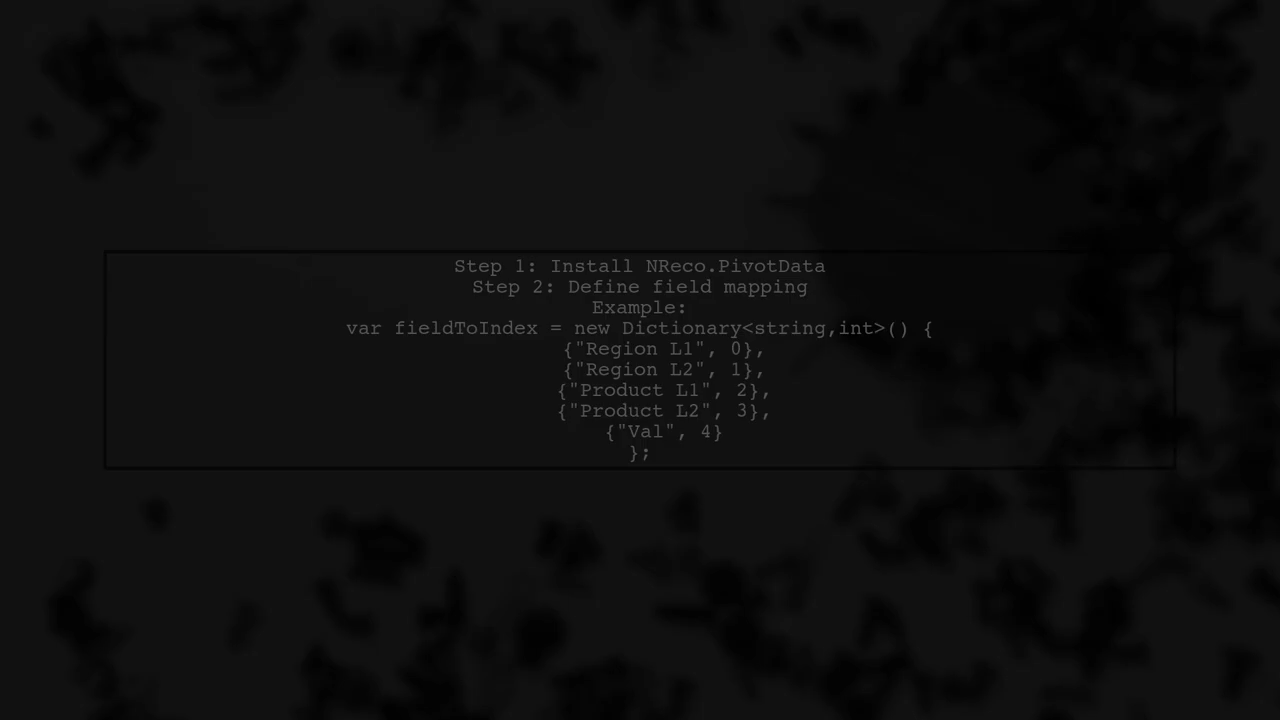 Step 1: Install NReco.PivotData
Step 2: Define field mapping
Example:
var fieldToIndex = new Dictionary<string,int>() {
{"Region L1", 0},
{"Region L2", 1},
{"Product L1", 2},
{"Product L2", 3},
{"Val", 4}
};